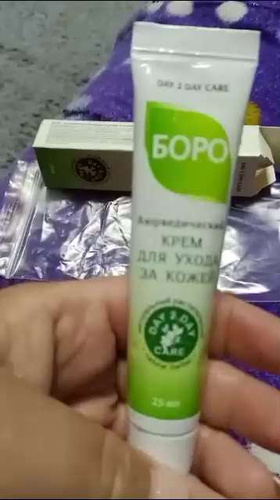 DAY 2 DAY CARE
БОРО
Аюрведический
КРЕМ
ДЛЯ УХОДА
ЗА КОЖЕЙ
DAY 2 DAY
CARE
25 мл